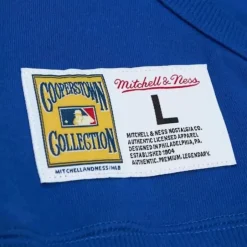 COOPERSTOWN
COLLECTION
MITCHELLANDNESS
Mitchell & Ness
L
MITCHELL & NESS NOSTALGIA CO.
AUTHENTIC LICENSED APPAREL
DESIGNED IN PHILADELPHIA, PA
ESTABLISHED 1904
AUTHENTIC. PREMIUM. LEGENDARY.